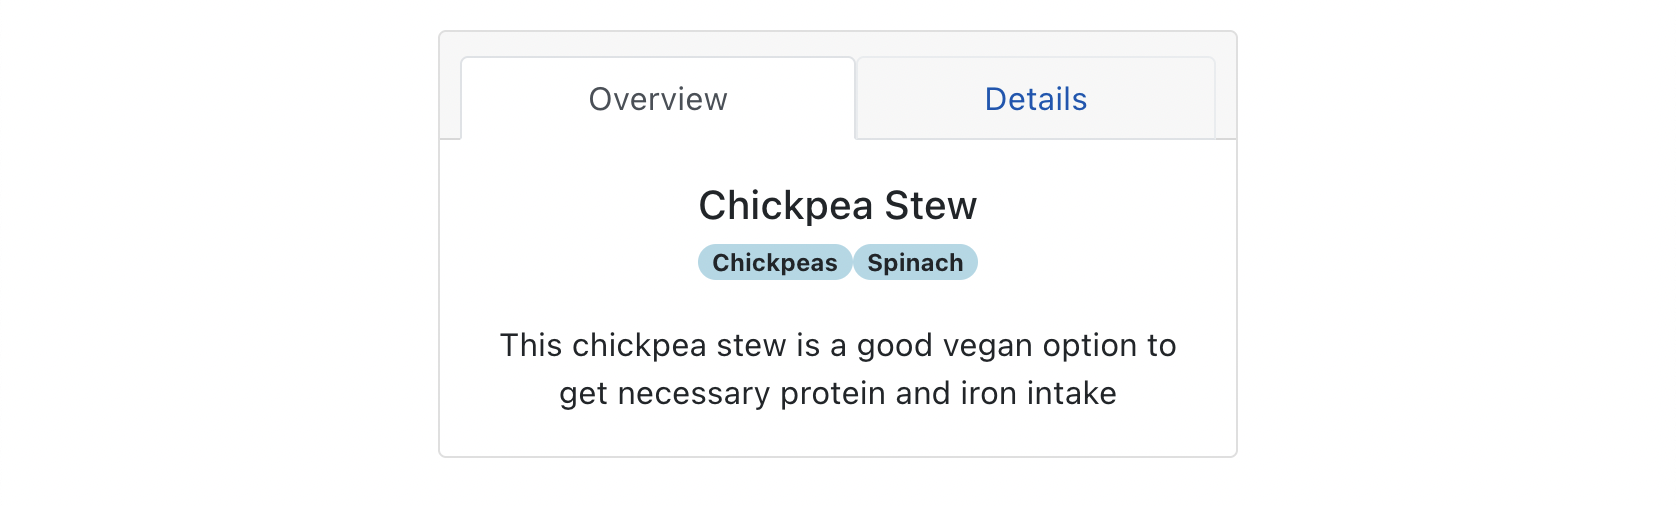 Overview Details
Chickpea Stew
Chickpeas Spinach
This chickpea stew is a good vegan option to
get necessary protein and iron intake